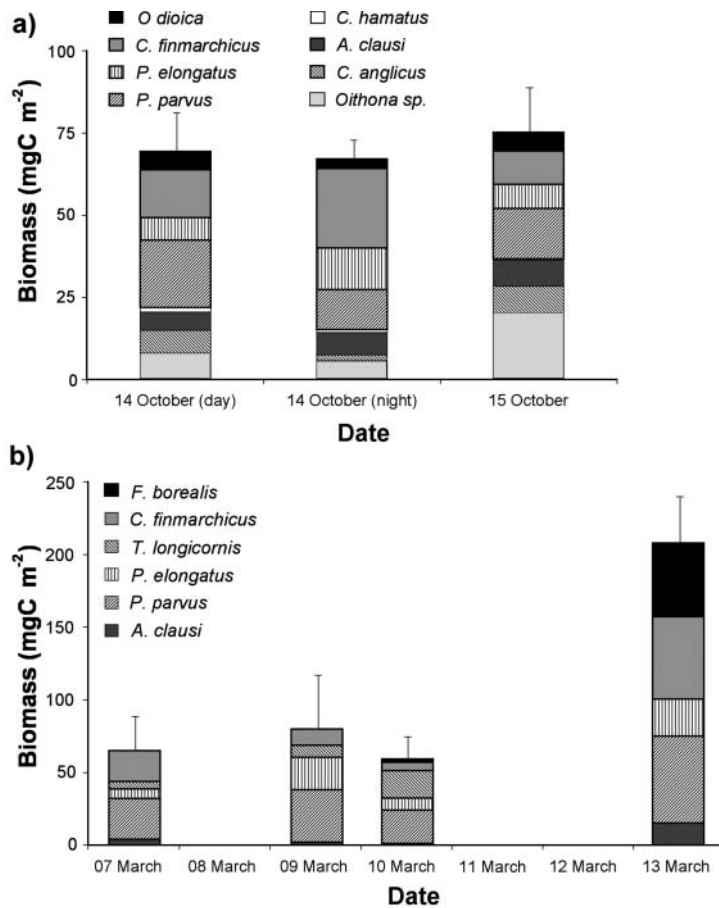 a)
O dioica
C. finmarchicus
P. elongatus
P. parvus
C. hamatus
A. clausi
C. anglicus
Oithona sp.
100
75
50
25
0
Biomass (mgC m⁻²)
14 October (day)
14 October (night)
15 October
Date
b)
F. borealis
C. finmarchicus
T. longicornis
P. elongatus
P. parvus
A. clausi
250
200
150
100
50
0
Biomass (mgC m⁻²)
07 March
08 March
09 March
10 March
11 March
12 March
13 March
Date